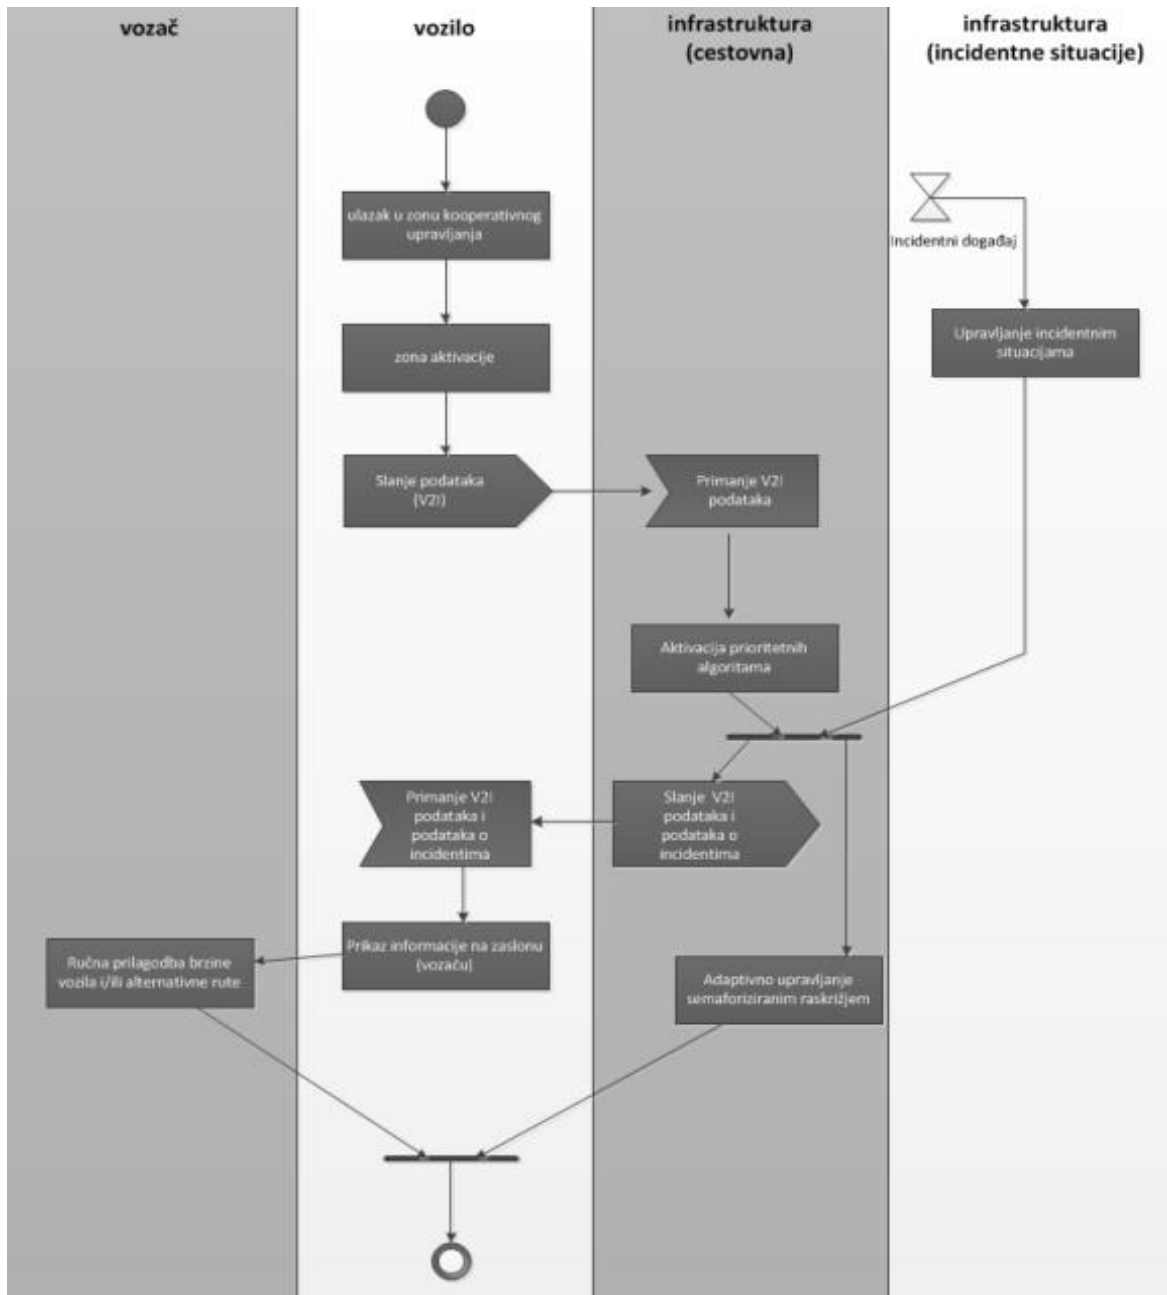 vozač
vozilo
infrastruktura
(cestovna)
infrastruktura
(incidentne situacije)
ulazak u zonu kooperativnog
upravljanja
Incidentni događaj
zona aktivacije
Upravljanje incidentnim
situacijama
Slanje podataka
(V2I)
Primanje V2I
podataka
Aktivacija prioritetnih
algoritama
Primanje V2I
podataka i
podataka o
incidentima
Slanje V2I
podataka i
podataka o
incidentima
Prikaz informacije na zaslonu
(vozaču)
Ručna prilagodba brzine
vozila i/ili alternativne rute
Adaptivno upravljanje
semaforiziranim raskrižjem